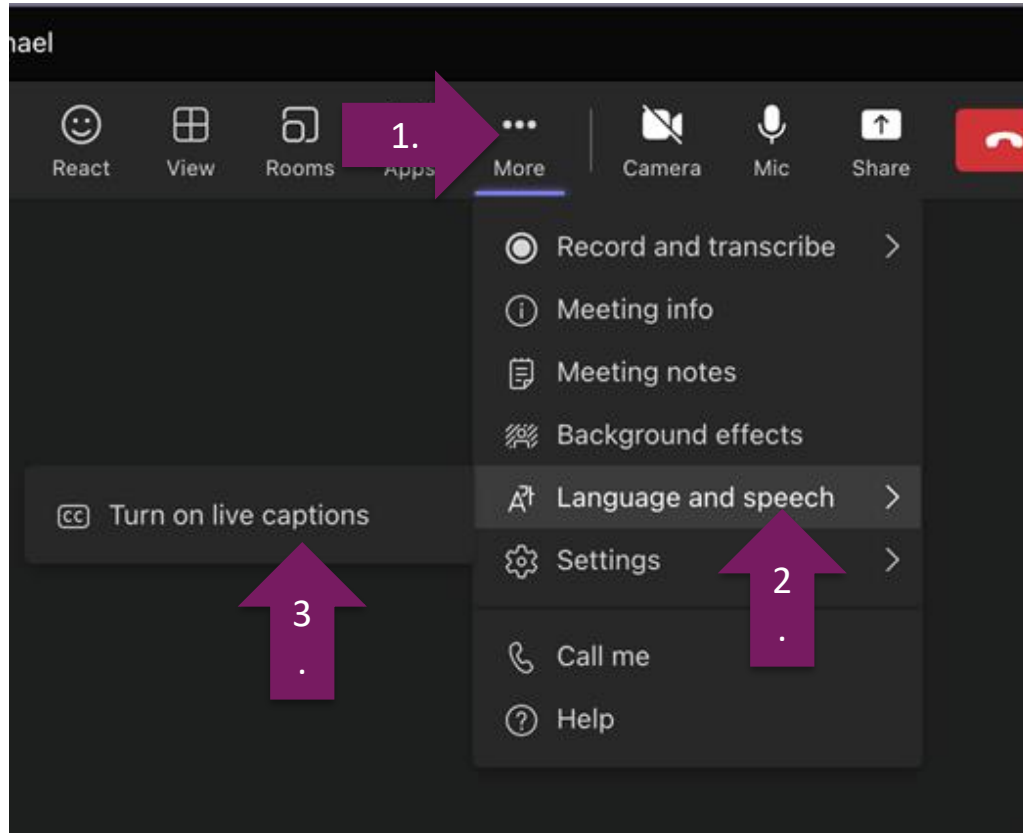 nael
1.
React View Rooms Apps More Camera Mic Share
Record and transcribe
Meeting info
Meeting notes
Background effects
Language and speech
Turn on live captions
Settings
2
.
3
.
Call me
Help